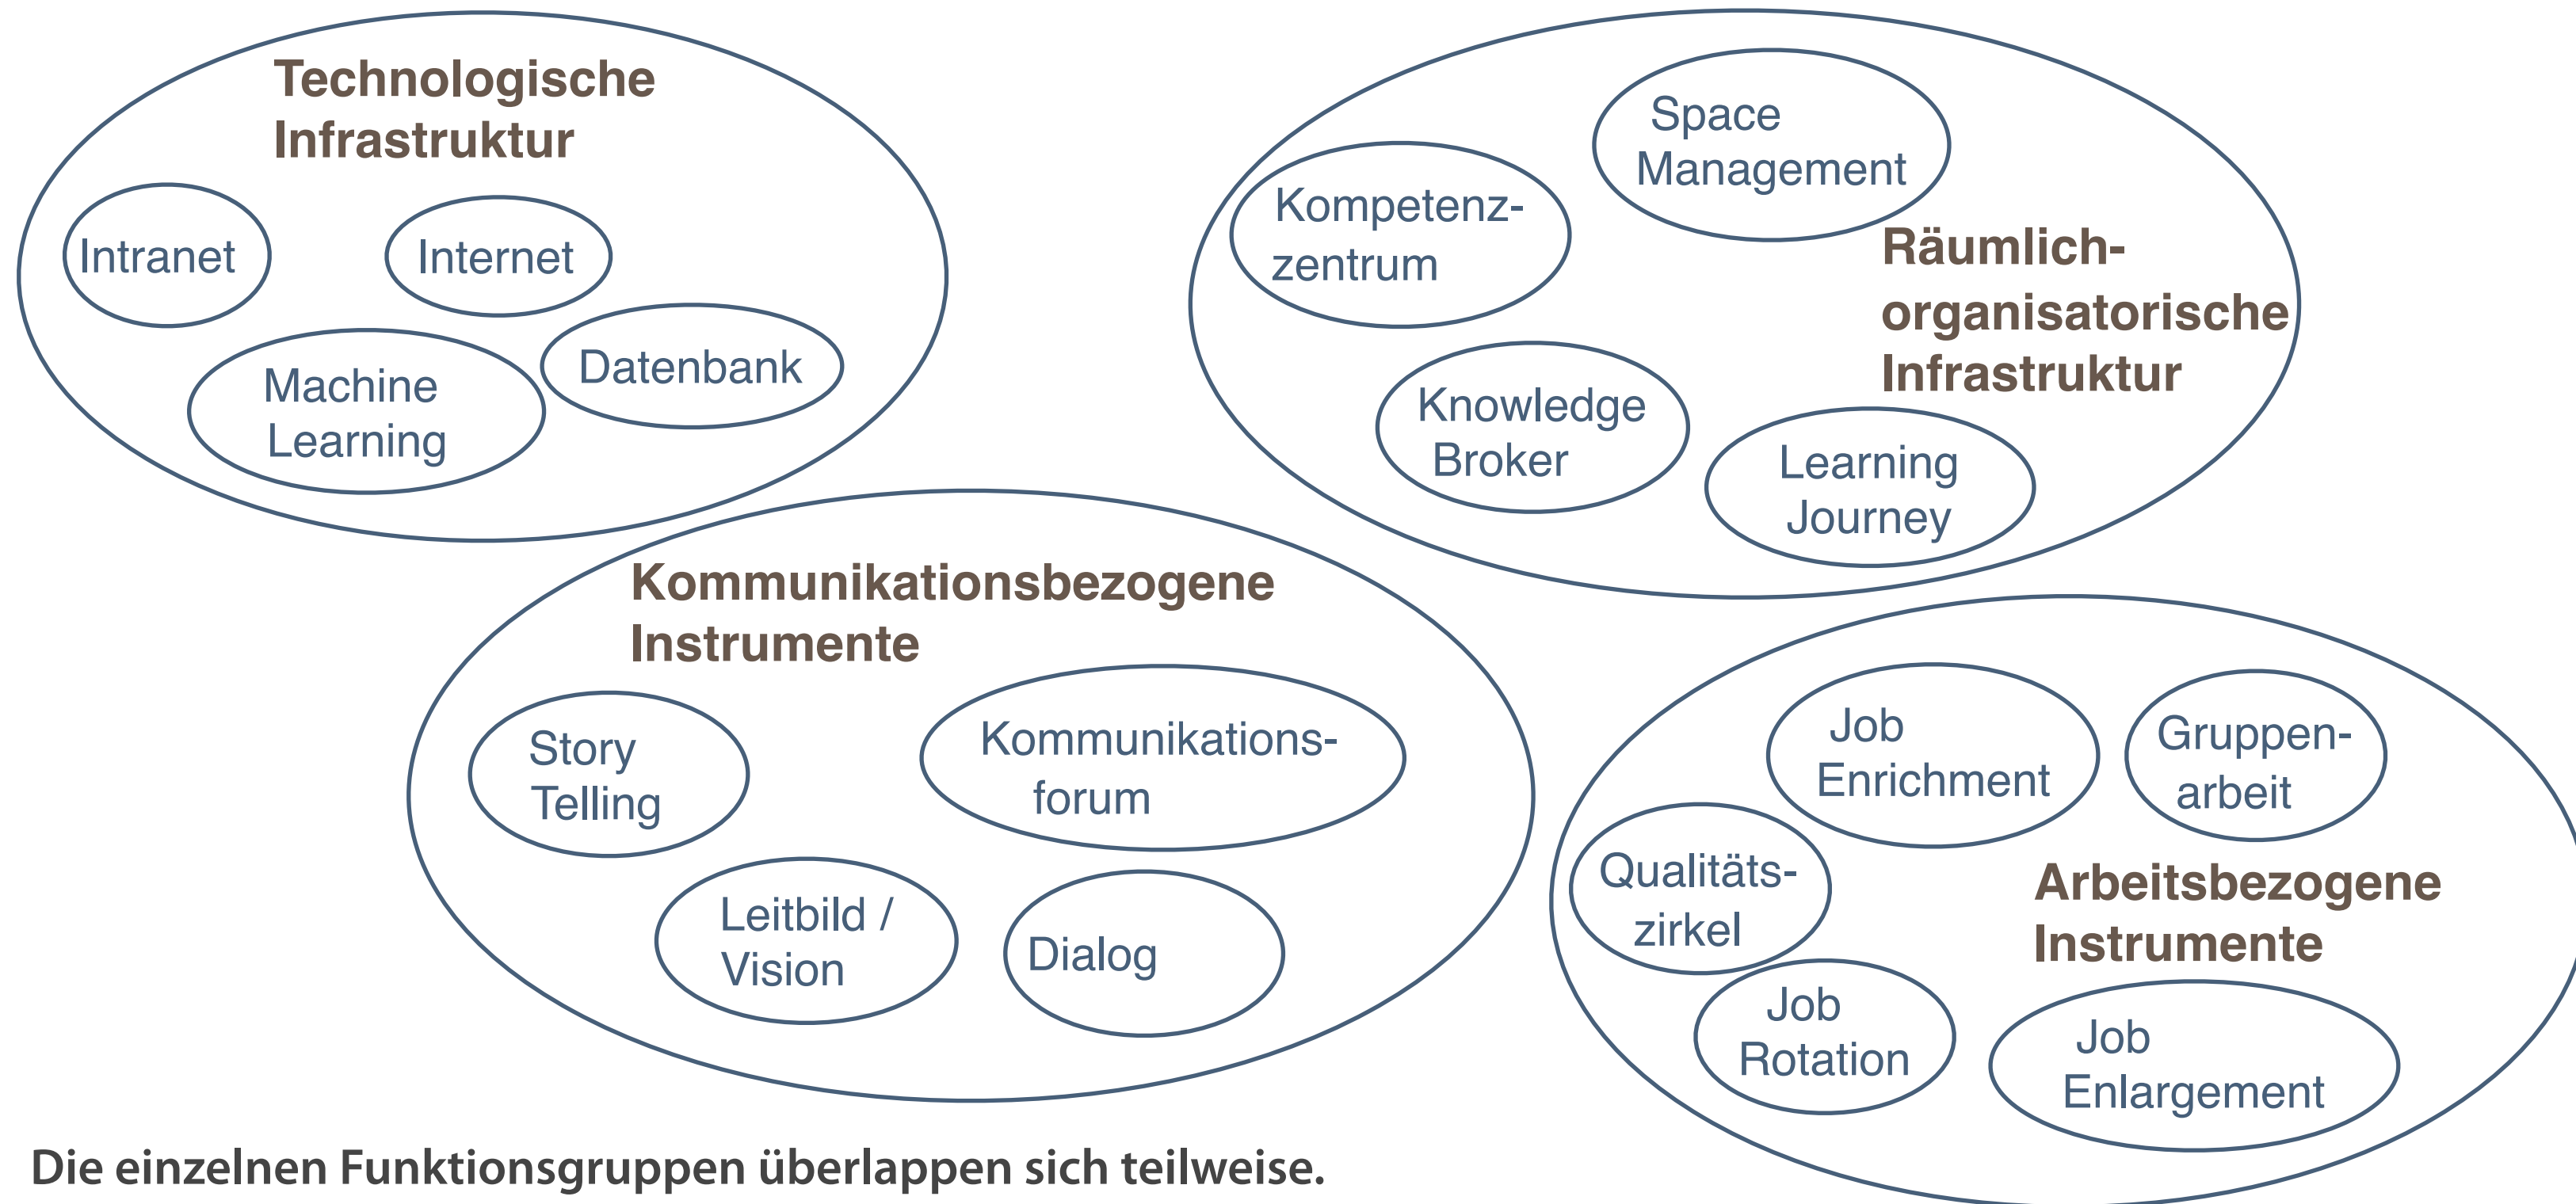 Technologische
Infrastruktur
Intranet
Internet
Machine
Learning
Datenbank
Space
Management
Kompetenz-
zentrum
Räumlich-
organisatorische
Infrastruktur
Knowledge
Broker
Learning
Journey
Kommunikationsbezogene
Instrumente
Story
Telling
Kommunikations-
forum
Leitbild /
Vision
Dialog
Job
Enrichment
Gruppen-
arbeit
Qualitäts-
zirkel
Arbeitsbezogene
Instrumente
Job
Rotation
Job
Enlargement
Die einzelnen Funktionsgruppen überlappen sich teilweise.